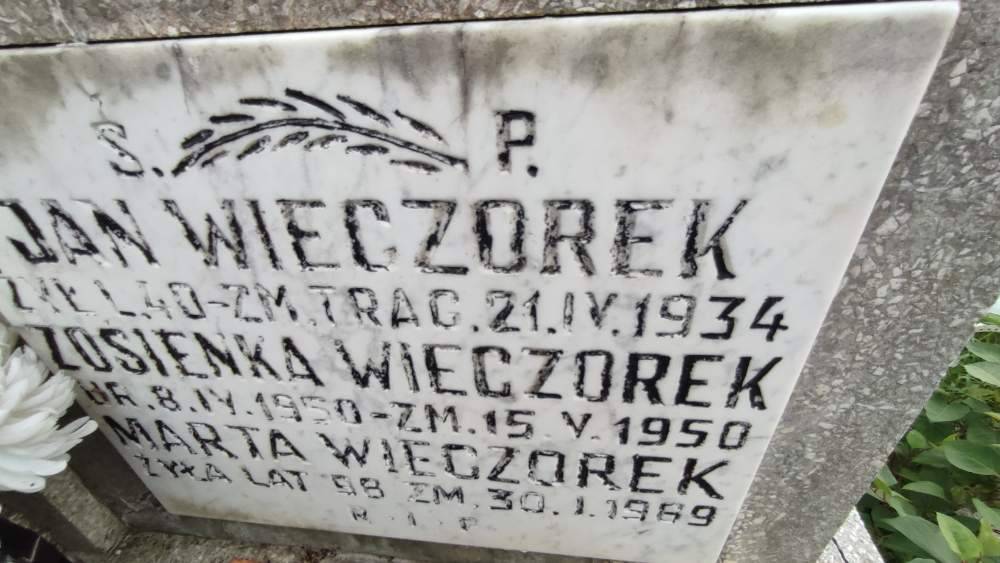 S. P.
JAN WIECZOREK
ŻYŁ L.40-ZM.TRAG.21.IV.1934
ZOSIENKA WIECZOREK
UR.8.IV.1950-ZM.15 V.1950
MARTA WIECZOREK
ŻYŁA LAT 98 ZM.30.I.1989
R I P